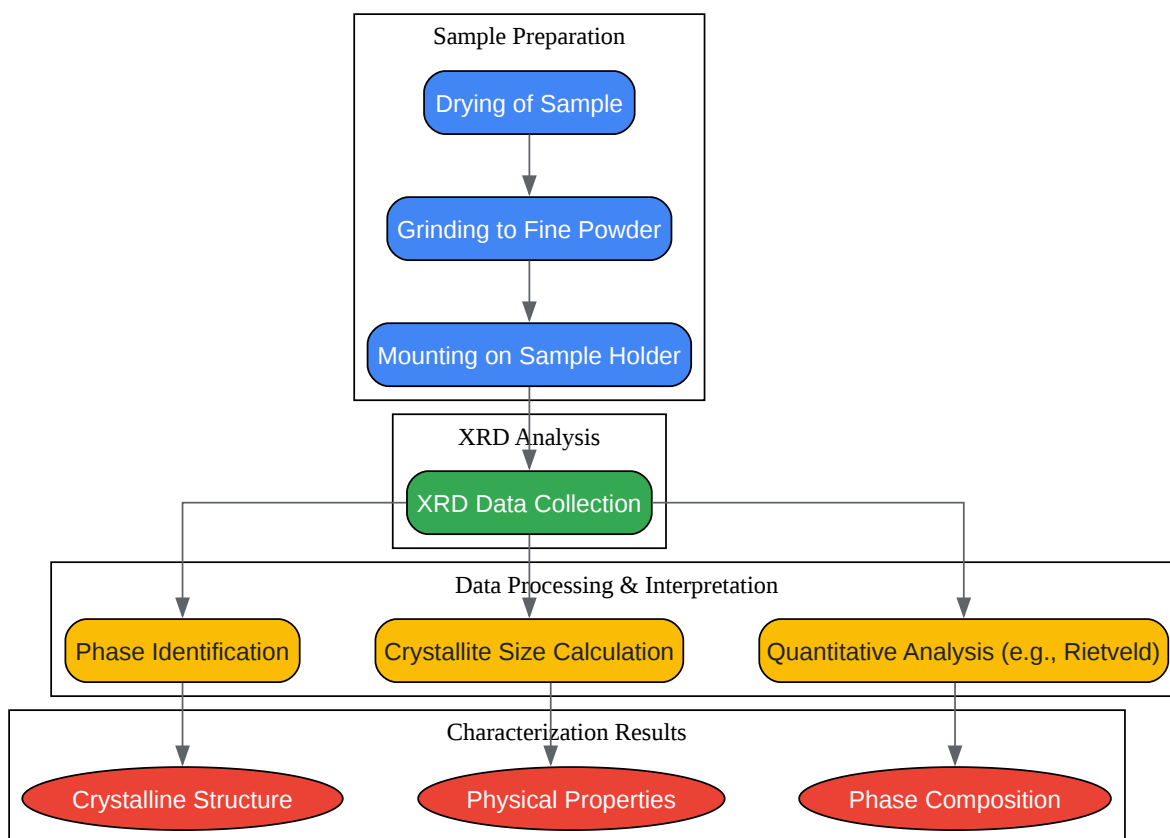 Sample Preparation
Drying of Sample
Grinding to Fine Powder
Mounting on Sample Holder
XRD Analysis
XRD Data Collection
Data Processing & Interpretation
Phase Identification
Crystallite Size Calculation
Quantitative Analysis (e.g., Rietveld)
Characterization Results
Crystalline Structure
Physical Properties
Phase Composition